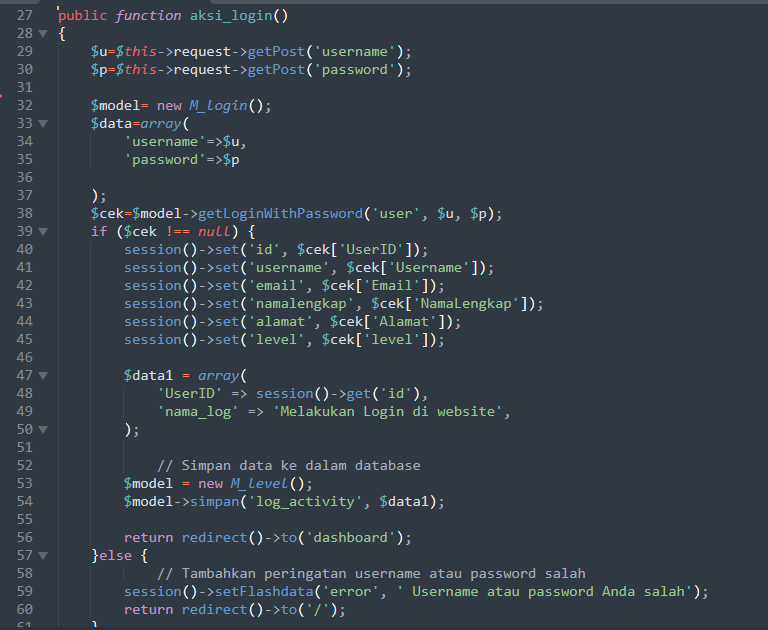 27 public function aksi_login()
28 {
29 $u=$this->request->getPost('username');
30 $p=$this->request->getPost('password');
31
32 $model= new M_login();
33 $data=array(
34 'username'=>$u,
35 'password'=>$p
36
37 );
38 $cek=$model->getLoginWithPassword('user', $u, $p);
39 if ($cek !== null) {
40 session()->set('id', $cek['UserID']);
41 session()->set('username', $cek['Username']);
42 session()->set('email', $cek['Email']);
43 session()->set('namalengkap', $cek['NamaLengkap']);
44 session()->set('alamat', $cek['Alamat']);
45 session()->set('level', $cek['level']);
46
47 $data1 = array(
48 'UserID' => session()->get('id'),
49 'nama_log' => 'Melakukan Login di website',
50 );
51
52 // Simpan data ke dalam database
53 $model = new M_level();
54 $model->simpan('log_activity', $data1);
55
56 return redirect()->to('dashboard');
57 }else {
58 // Tambahkan peringatan username atau password salah
59 session()->setFlashdata('error', ' Username atau password Anda salah');
60 return redirect()->to('/');
61 }